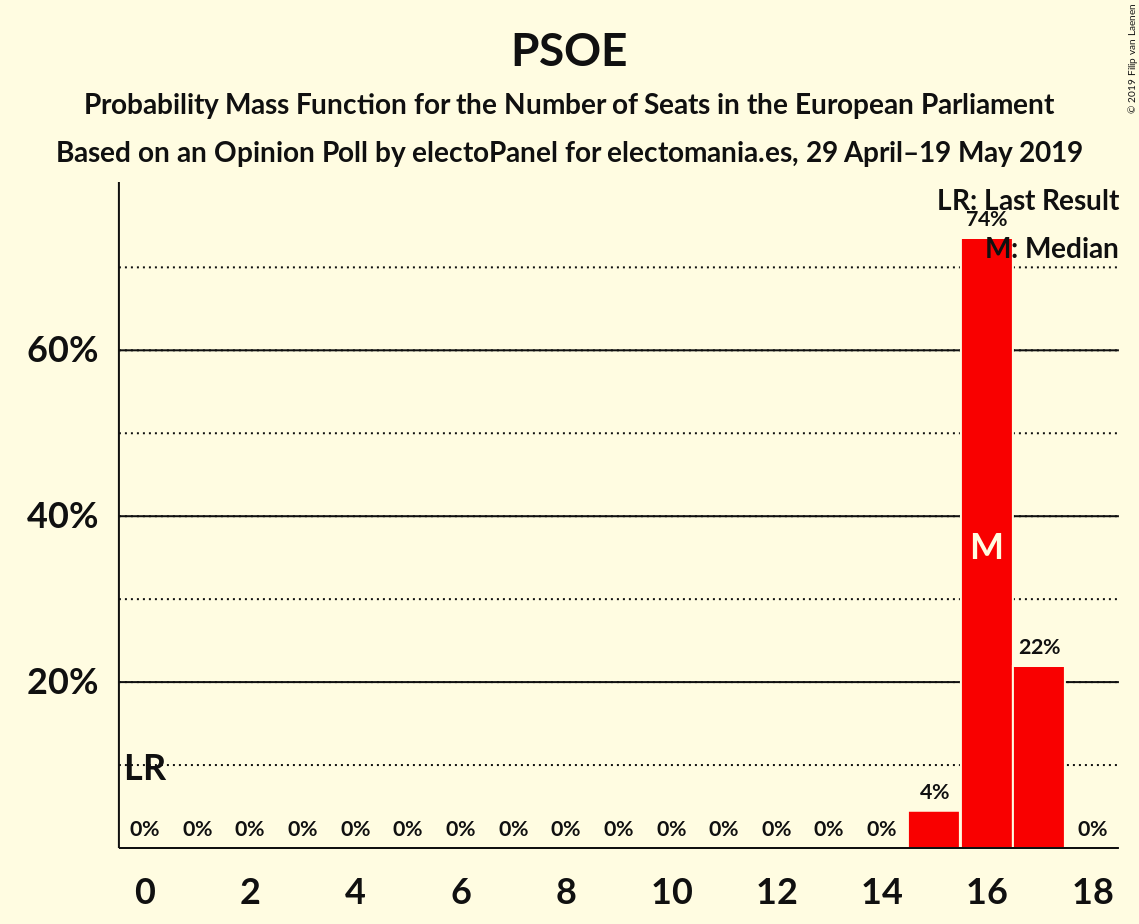 PSOE
Probability Mass Function for the Number of Seats in the European Parliament
Based on an Opinion Poll by electoPanel for electomania.es, 29 April–19 May 2019
© 2019 Filip van Laenen
LR: Last Result
74%
M: Median
60%
40%
M
22%
20%
LR
4%
0% 0% 0% 0% 0% 0% 0% 0% 0% 0% 0% 0% 0% 0% 0% 0%
0 2 4 6 8 10 12 14 16 18